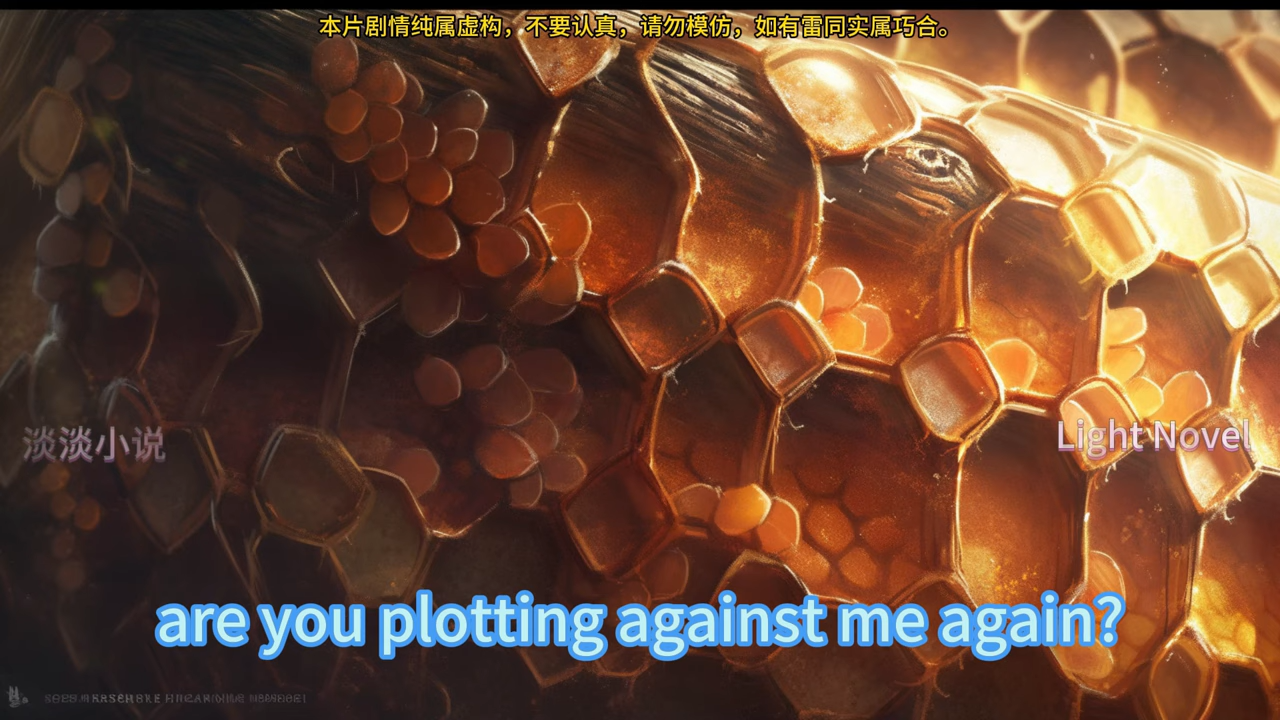 本片剧情纯属虚构，不要认真，请勿模仿，如有雷同实属巧合。
淡淡小说
Light Novel
are you plotting against me again?